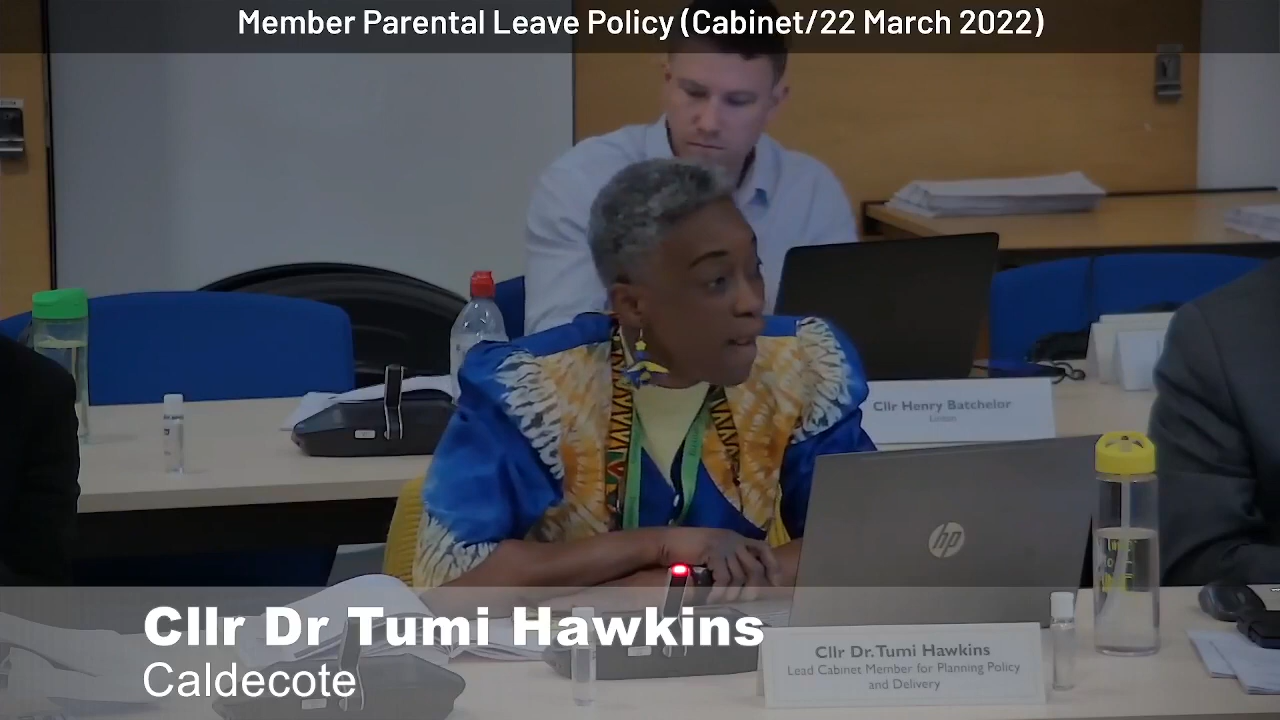 Member Parental Leave Policy (Cabinet/22 March 2022)
Cllr Henry Batchelor
Linton
hp
Cllr Dr Tumi Hawkins
Caldecote
Cllr Dr. Tumi Hawkins
Lead Cabinet Member for Planning Policy
and Delivery